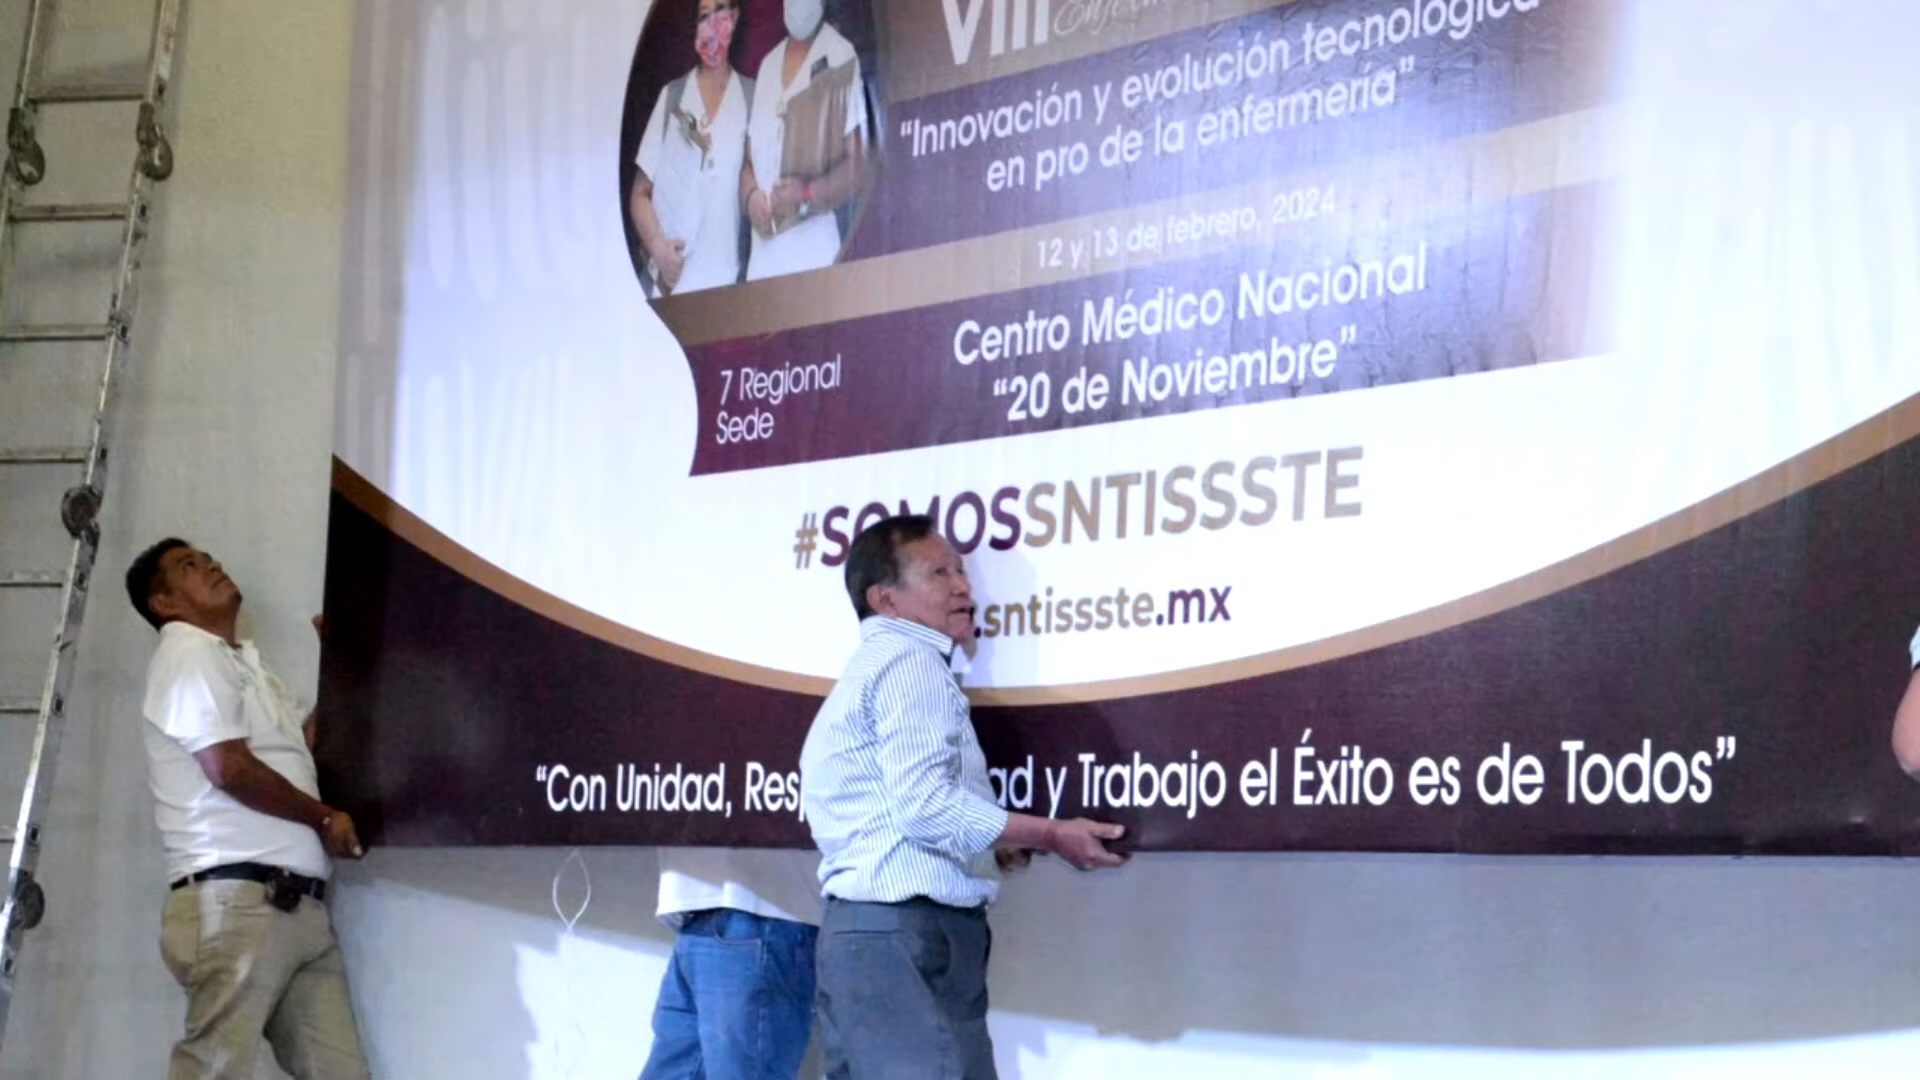 VIII
“Innovación y evolución tecnológica
en pro de la enfermería”
12 y 13 de febrero, 2024
Centro Médico Nacional
“20 de Noviembre”
7 Regional
Sede
#SOMOSSNTISSSTE
.sntissste.mx
“Con Unidad, y Trabajo el Éxito es de Todos”